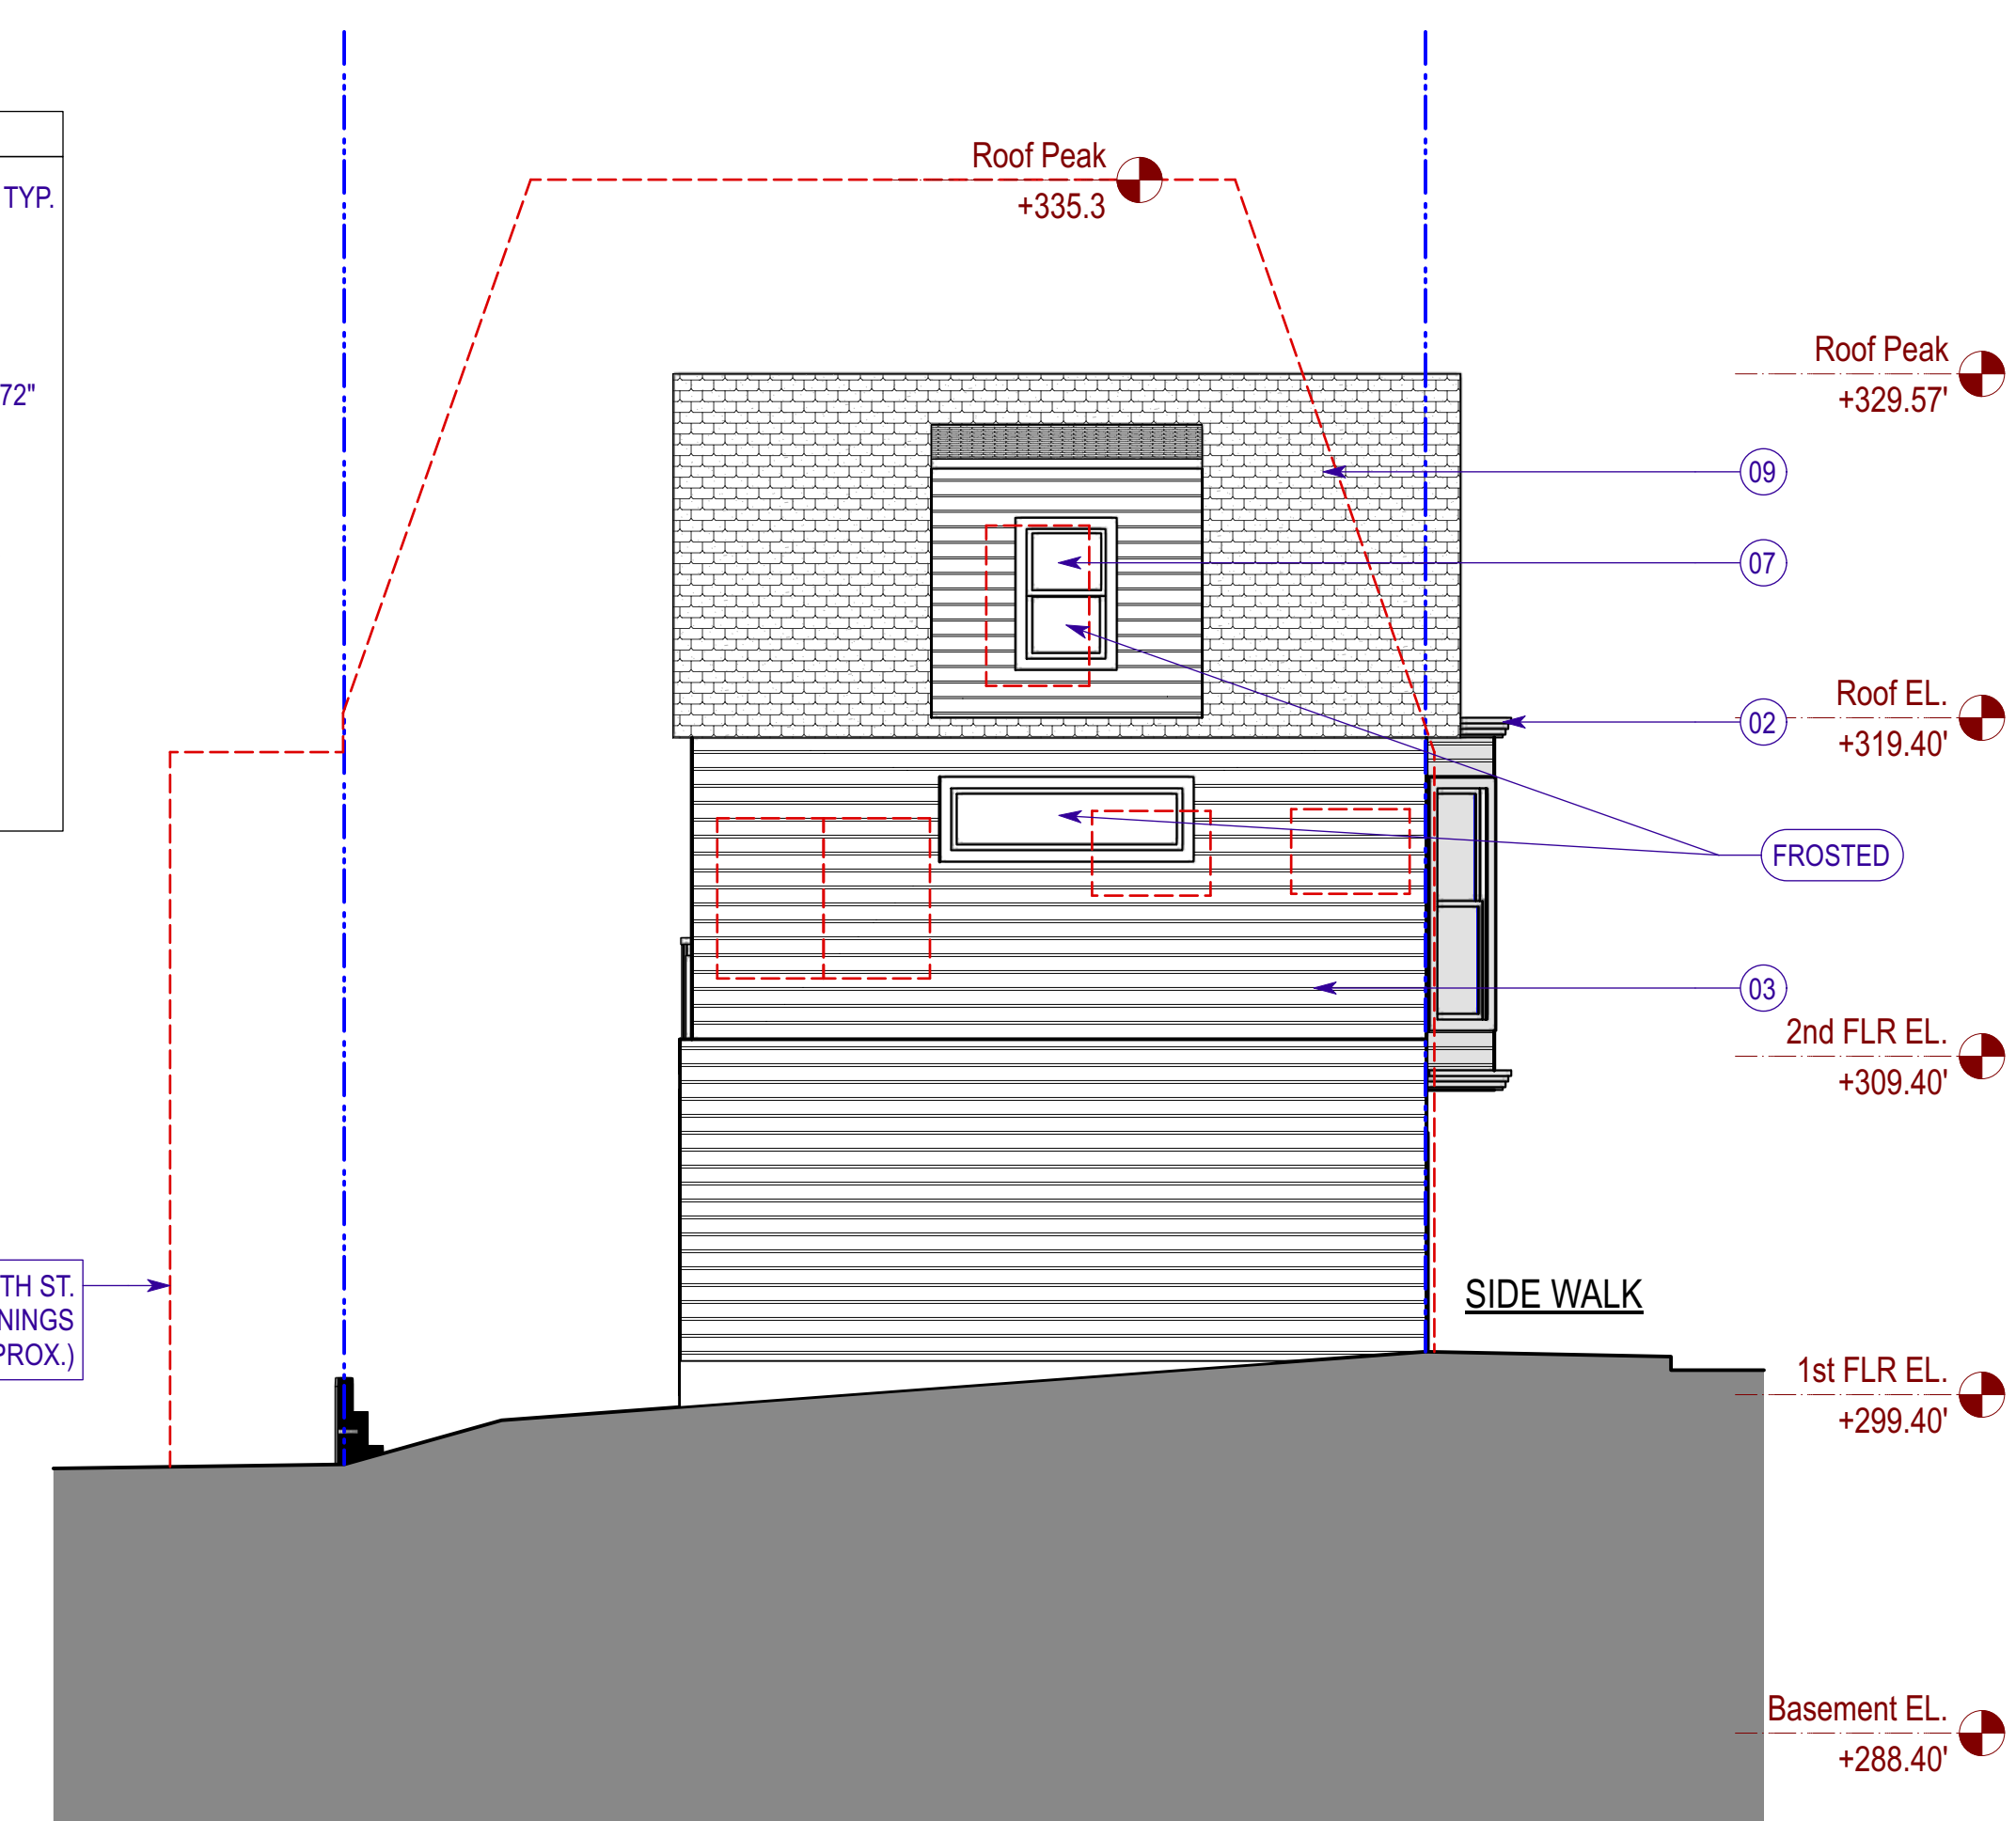 TYP.
72"
Roof Peak
+335.3
Roof Peak
+329.57'
09
07
Roof EL.
02
+319.40'
FROSTED
03
2nd FLR EL.
+309.40'
TH ST.
NINGS
PROX.)
SIDE WALK
1st FLR EL.
+299.40'
Basement EL.
+288.40'